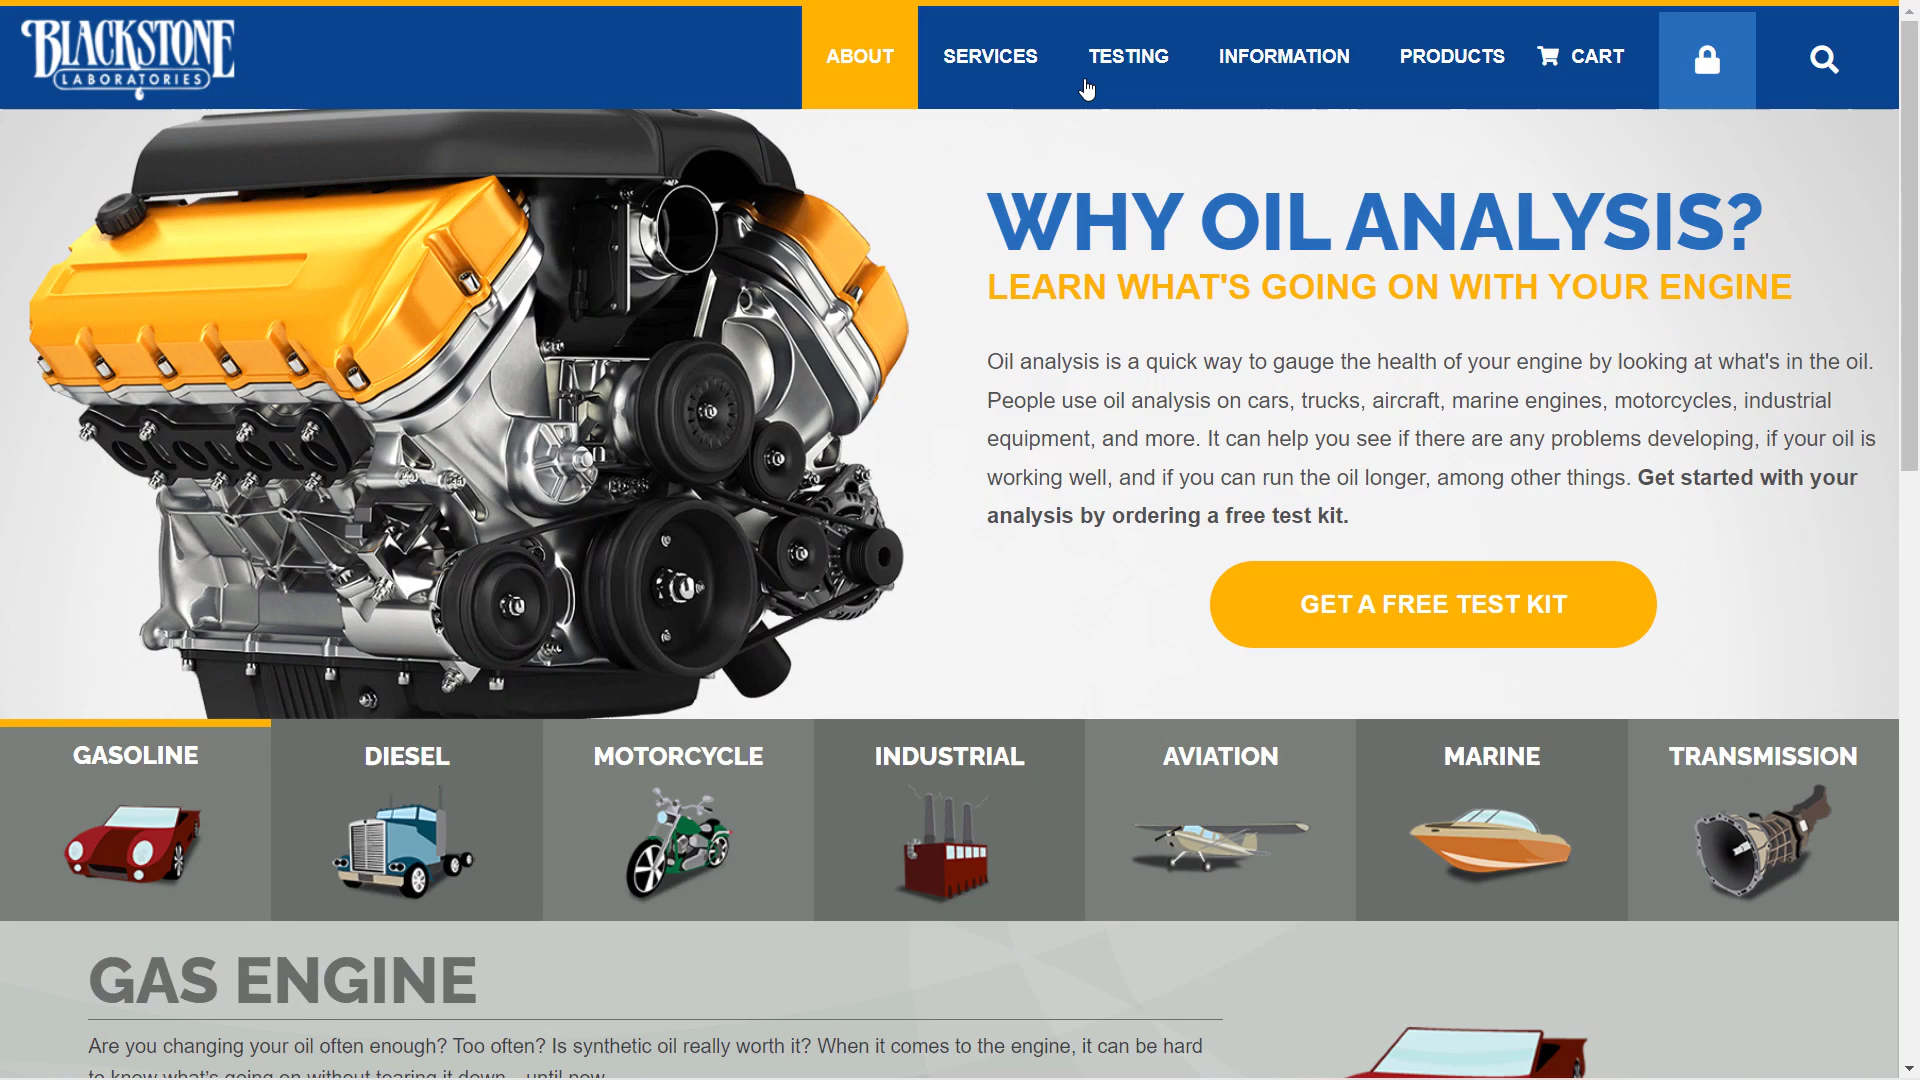 BLACKSTONE
LABORATORIES
ABOUT
SERVICES
TESTING
INFORMATION
PRODUCTS
CART
WHY OIL ANALYSIS?
LEARN WHAT'S GOING ON WITH YOUR ENGINE
Oil analysis is a quick way to gauge the health of your engine by looking at what's in the oil.
People use oil analysis on cars, trucks, aircraft, marine engines, motorcycles, industrial
equipment, and more. It can help you see if there are any problems developing, if your oil is
working well, and if you can run the oil longer, among other things. Get started with your
analysis by ordering a free test kit.
GET A FREE TEST KIT
GASOLINE
DIESEL
MOTORCYCLE
INDUSTRIAL
AVIATION
MARINE
TRANSMISSION
GAS ENGINE
Are you changing your oil often enough? Too often? Is synthetic oil really worth it? When it comes to the engine, it can be hard
to know what's going on without tearing it down...until now.